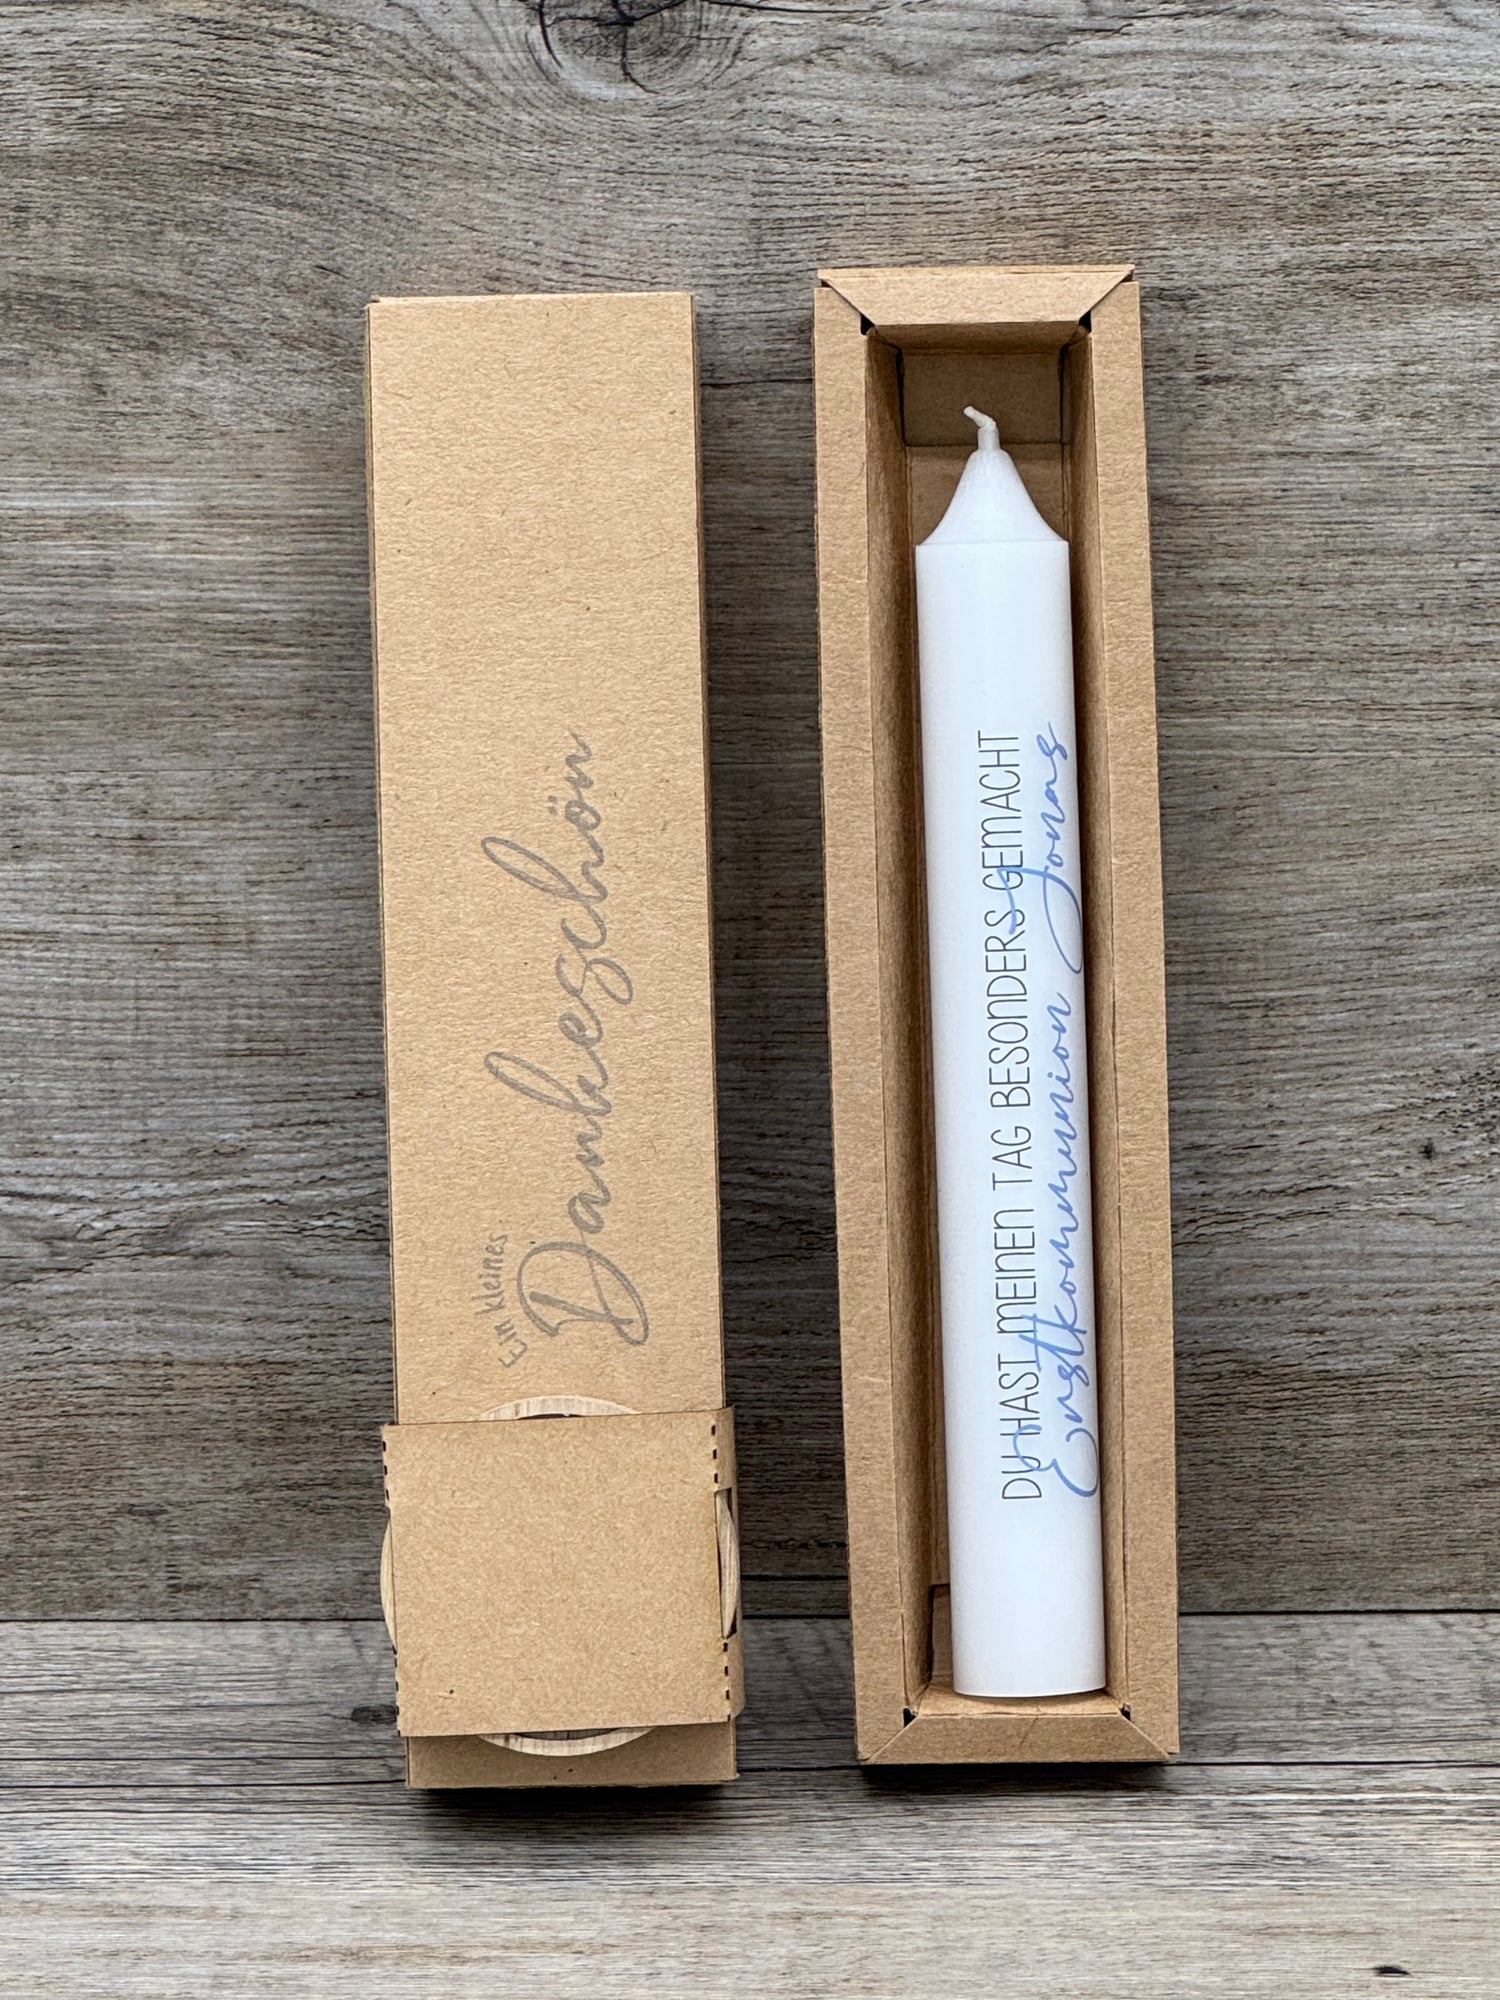 Ein kleines
Dankeschön
DU HAST MEINEN TAG BESONDERS GEMACHT
Erstkommunion Jonas